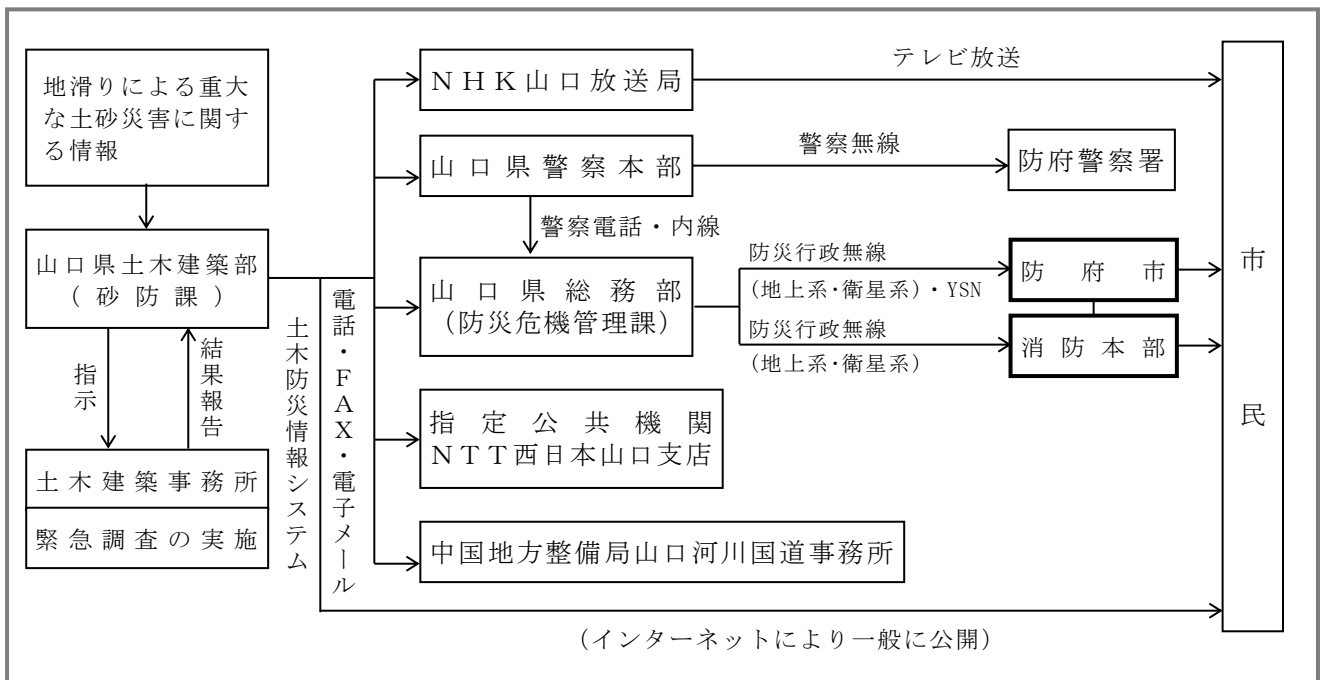 地滑りによる重大
な土砂災害に関す
る情報
山口県土木建築部
(砂防課)
指示
結果報告
土木建築事務所
緊急調査の実施
土木防災情報システム
電話・FAX・電子メール
NHK山口放送局
テレビ放送
山口県警察本部
警察無線
防府警察署
警察電話・内線
山口県総務部
(防災危機管理課)
防災行政無線
(地上系・衛星系)・YSN
防災行政無線
(地上系・衛星系)
防府市
消防本部
指定公共機関
NTT西日本山口支店
中国地方整備局山口河川国道事務所
(インターネットにより一般に公開)
市民